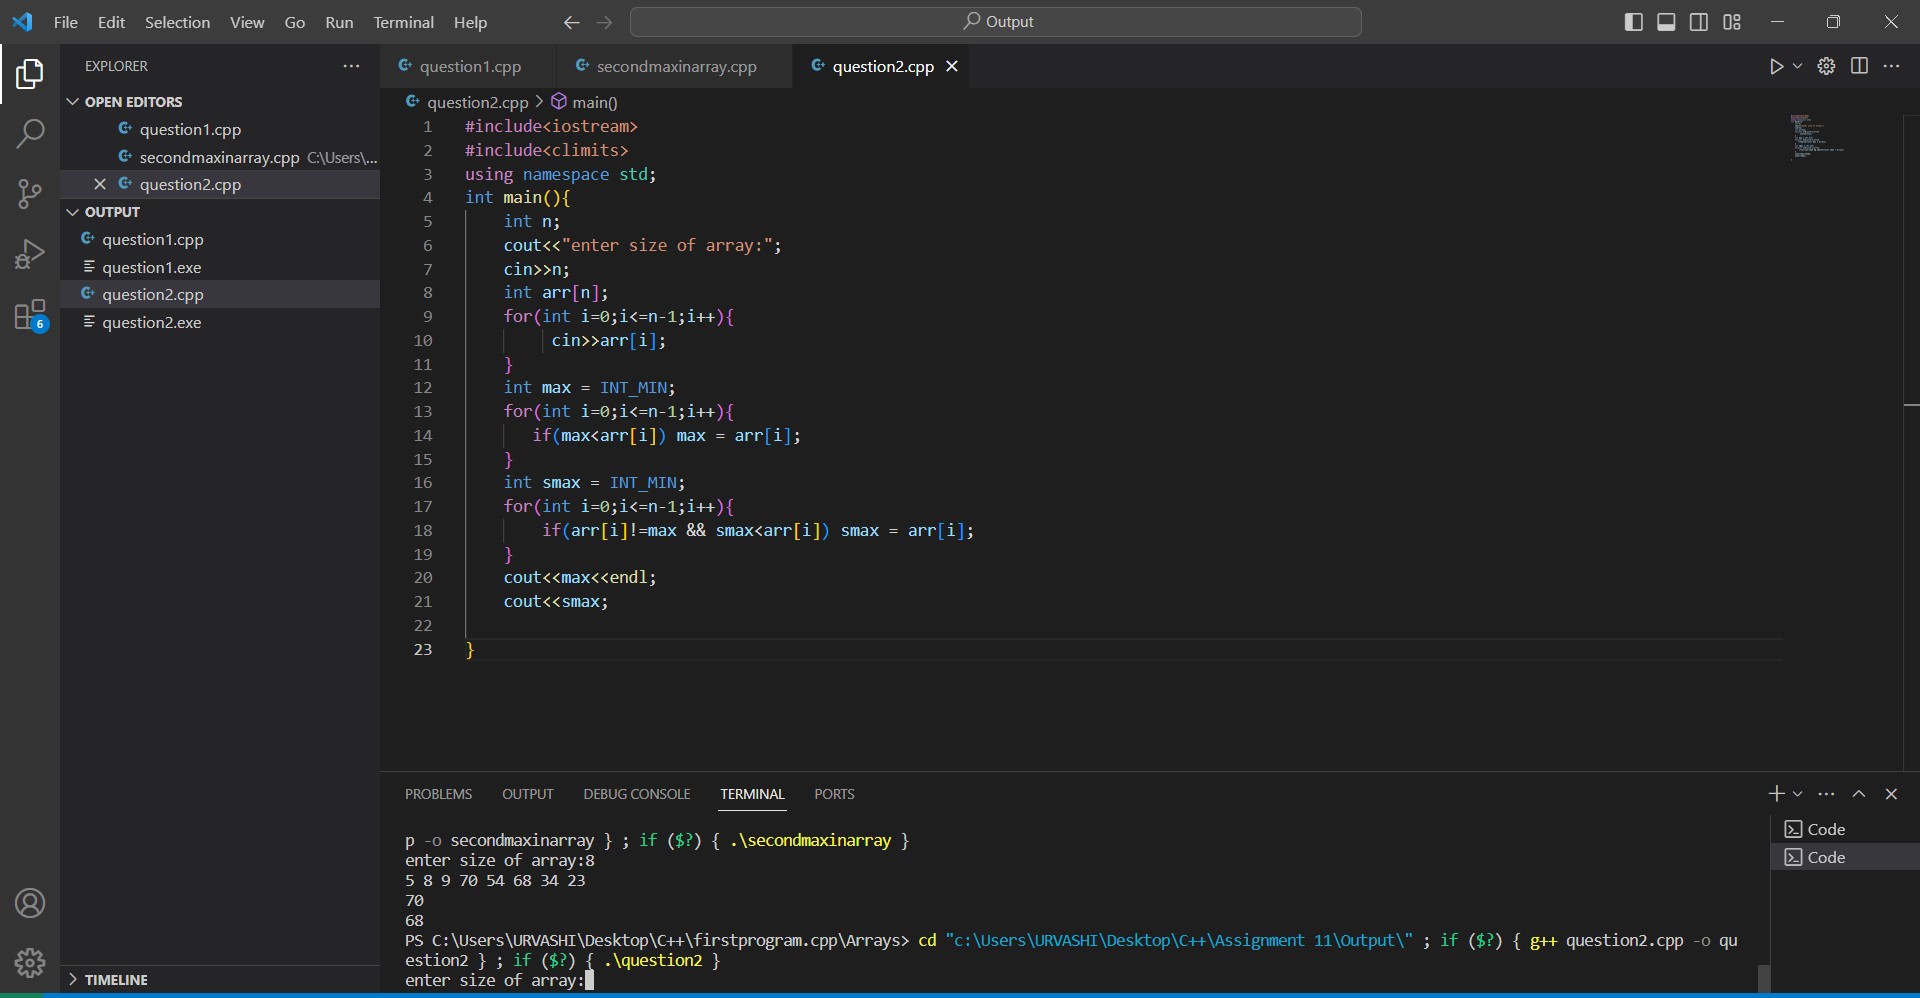 File Edit Selection View Go Run Terminal Help
Output
EXPLORER
OPEN EDITORS
question1.cpp
secondmaxinarray.cpp C:\Users\...
question2.cpp
OUTPUT
question1.cpp
question1.exe
question2.cpp
question2.exe
6
TIMELINE
question1.cpp secondmaxinarray.cpp question2.cpp
question2.cpp > main()
1 #include<iostream>
2 #include<climits>
3 using namespace std;
4 int main(){
5 int n;
6 cout<<"enter size of array:";
7 cin>>n;
8 int arr[n];
9 for(int i=0;i<=n-1;i++){
10 cin>>arr[i];
11 }
12 int max = INT_MIN;
13 for(int i=0;i<=n-1;i++){
14 if(max<arr[i]) max = arr[i];
15 }
16 int smax = INT_MIN;
17 for(int i=0;i<=n-1;i++){
18 if(arr[i]!=max && smax<arr[i]) smax = arr[i];
19 }
20 cout<<max<<endl;
21 cout<<smax;
22
23 }
PROBLEMS OUTPUT DEBUG CONSOLE TERMINAL PORTS
p -o secondmaxinarray } ; if ($?) { .\secondmaxinarray }
enter size of array:8
5 8 9 70 54 68 34 23
70
68
PS C:\Users\URVASHI\Desktop\C++\firstprogram.cpp\Arrays> cd "c:\Users\URVASHI\Desktop\C++\Assignment 11\Output\" ; if ($?) { g++ question2.cpp -o qu
estion2 } ; if ($?) { .\question2 }
enter size of array:
Code
Code